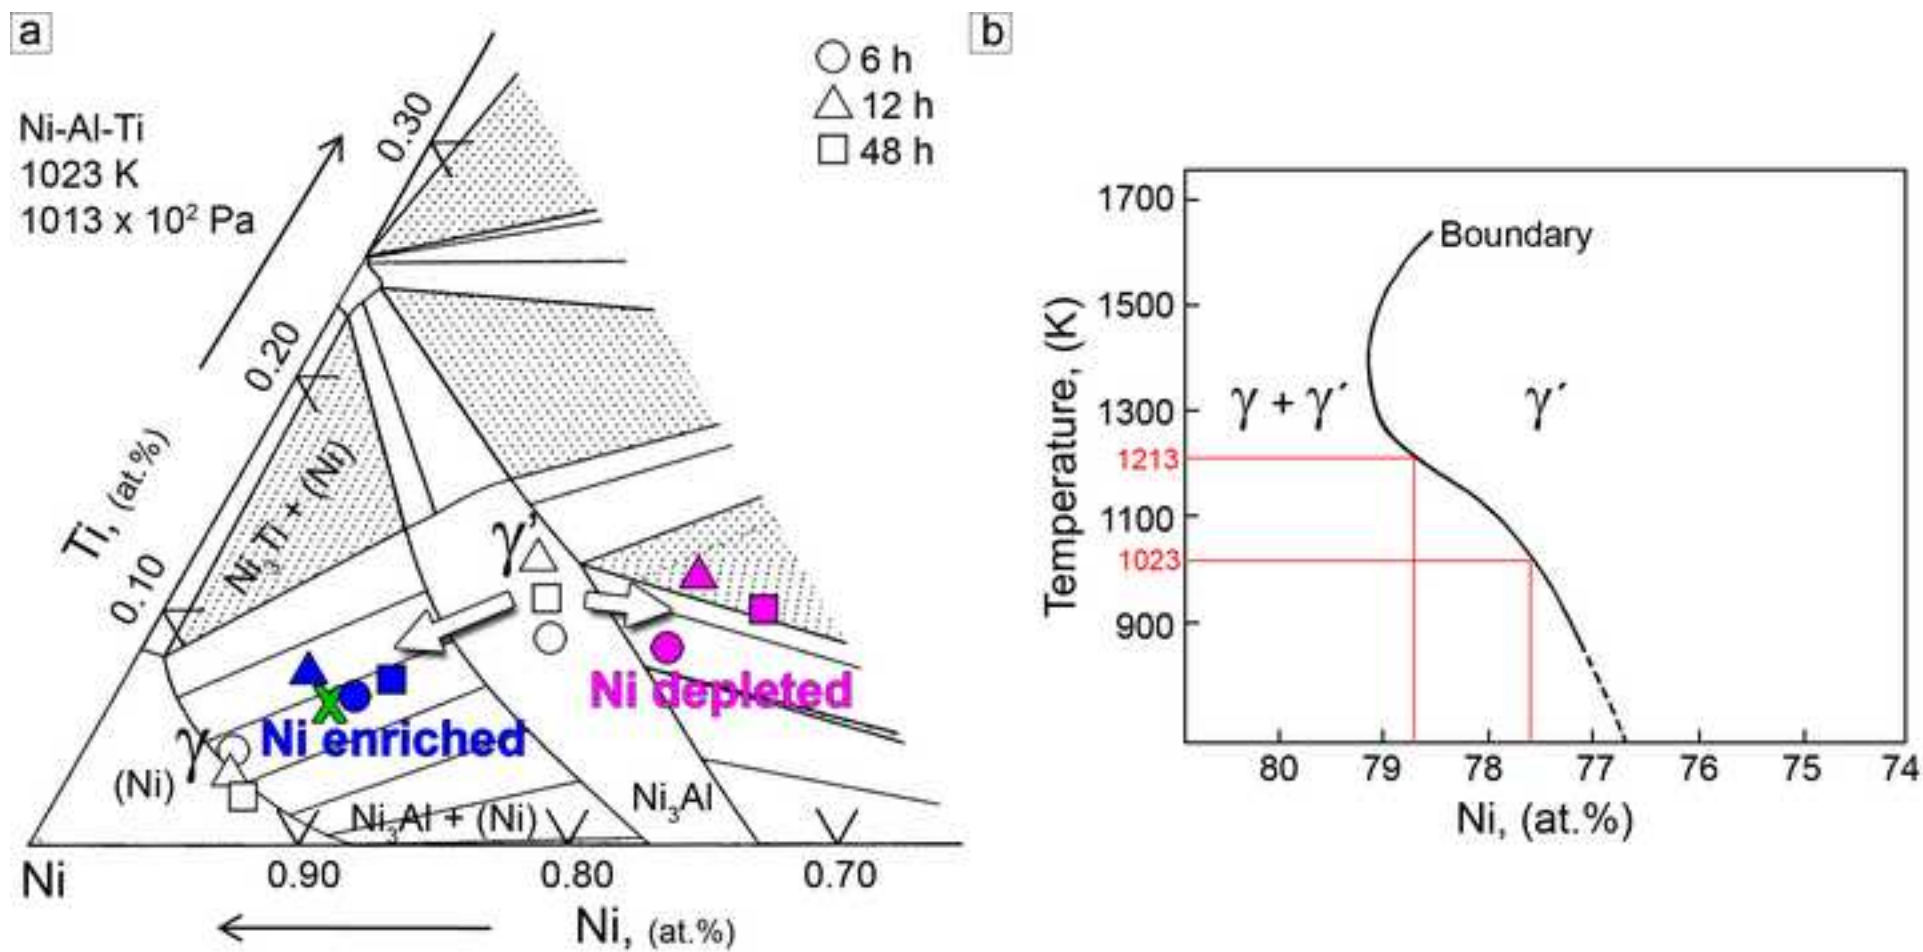 a
Ni-Al-Ti
1023 K
1013 x 10² Pa
6 h
12 h
48 h
Ti, (at.%)
0.10
0.20
0.30
Ni₃Ti + (Ni)
γ'
γ
Ni depleted
Ni enriched
(Ni)
Ni₃Al + (Ni)
Ni₃Al
Ni
0.90
0.80
0.70
Ni, (at.%)
b
Temperature, (K)
1700
1500
1300
1213
1100
1023
900
Boundary
γ + γ´
γ´
80
79
78
77
76
75
74
Ni, (at.%)